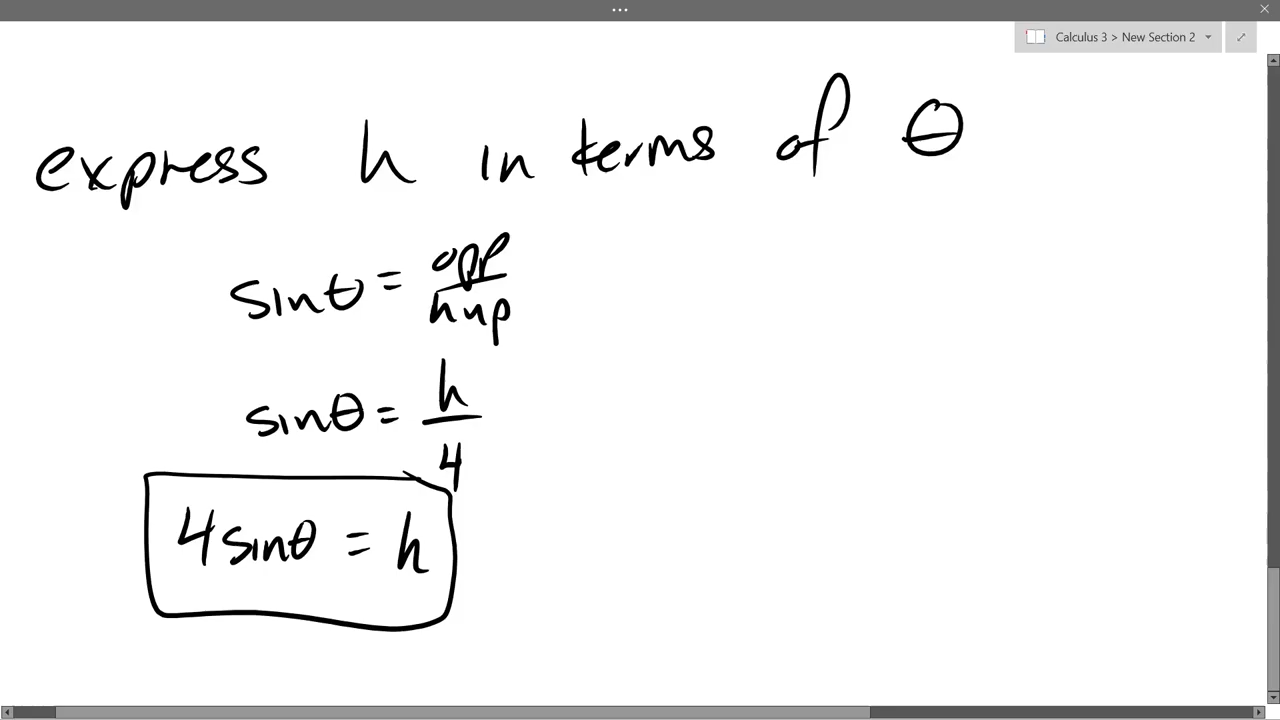 ...
Calculus 3 > New Section 2
express h in terms of θ
sinθ = opp/hyp
sinθ = h/4
4sinθ = h